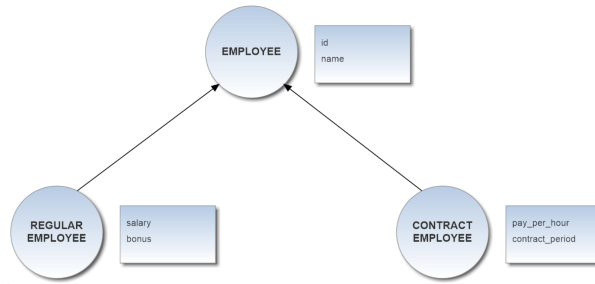 EMPLOYEE
id
name
REGULAR
EMPLOYEE
salary
bonus
CONTRACT
EMPLOYEE
pay_per_hour
contract_period